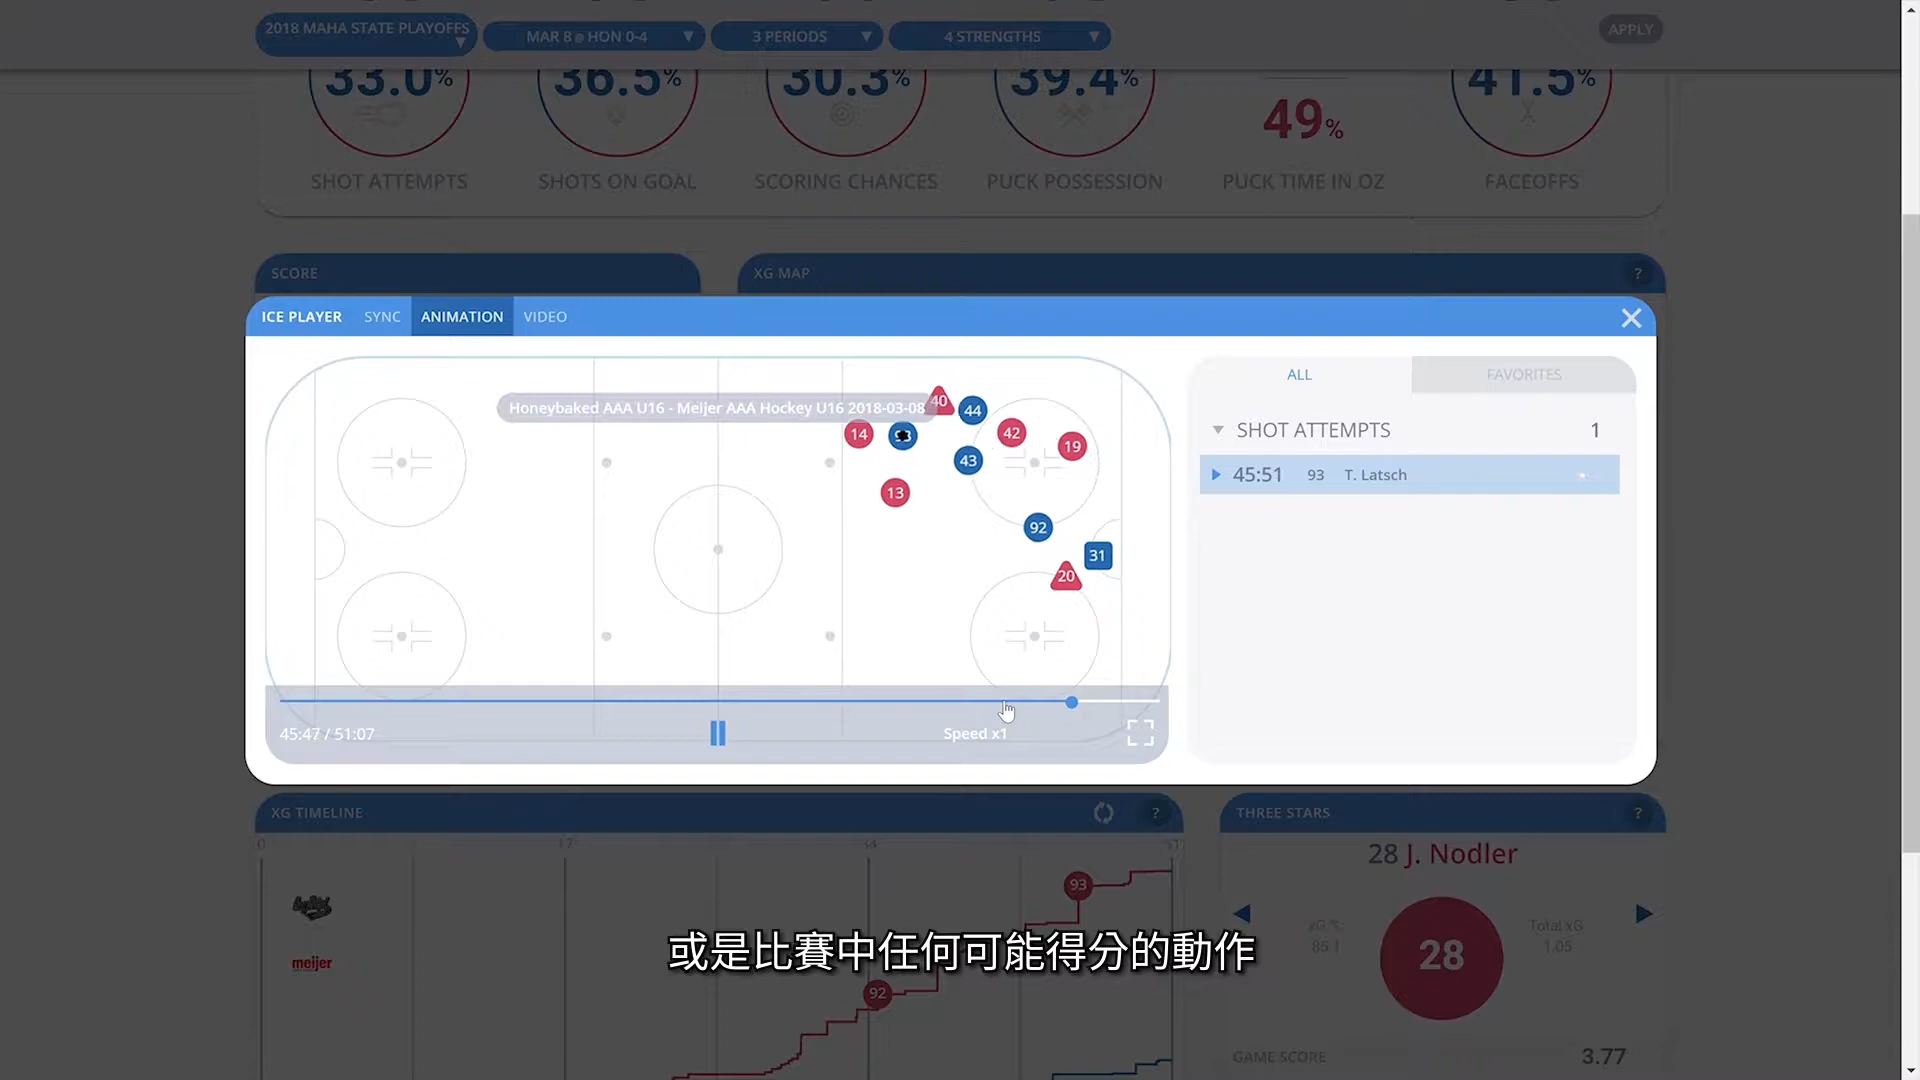 2018 MAHA STATE PLAYOFFS ▼
MAR 8 @ HON 0-4 ▼
3 PERIODS ▼
4 STRENGTHS ▼
APPLY
33.0%
36.5%
30.3%
39.4%
49%
41.5%
SHOT ATTEMPTS
SHOTS ON GOAL
SCORING CHANCES
PUCK POSSESSION
PUCK TIME IN OZ
FACEOFFS
SCORE
XG MAP
?
ICE PLAYER
SYNC
ANIMATION
VIDEO
Honeybaked AAA U16 - Meijer AAA Hockey U16 2018-03-08
40
44
14
42
19
43
13
92
31
20
45:47 / 51:07
Speed x1
ALL
FAVORITES
SHOT ATTEMPTS 1
45:51 93 T. Latsch
XG TIMELINE
?
0
meijer
93
92
THREE STARS
?
28 J. Nodler
28
Total xG
1.05
GAME SCORE 3.77
或是比賽中任何可能得分的動作